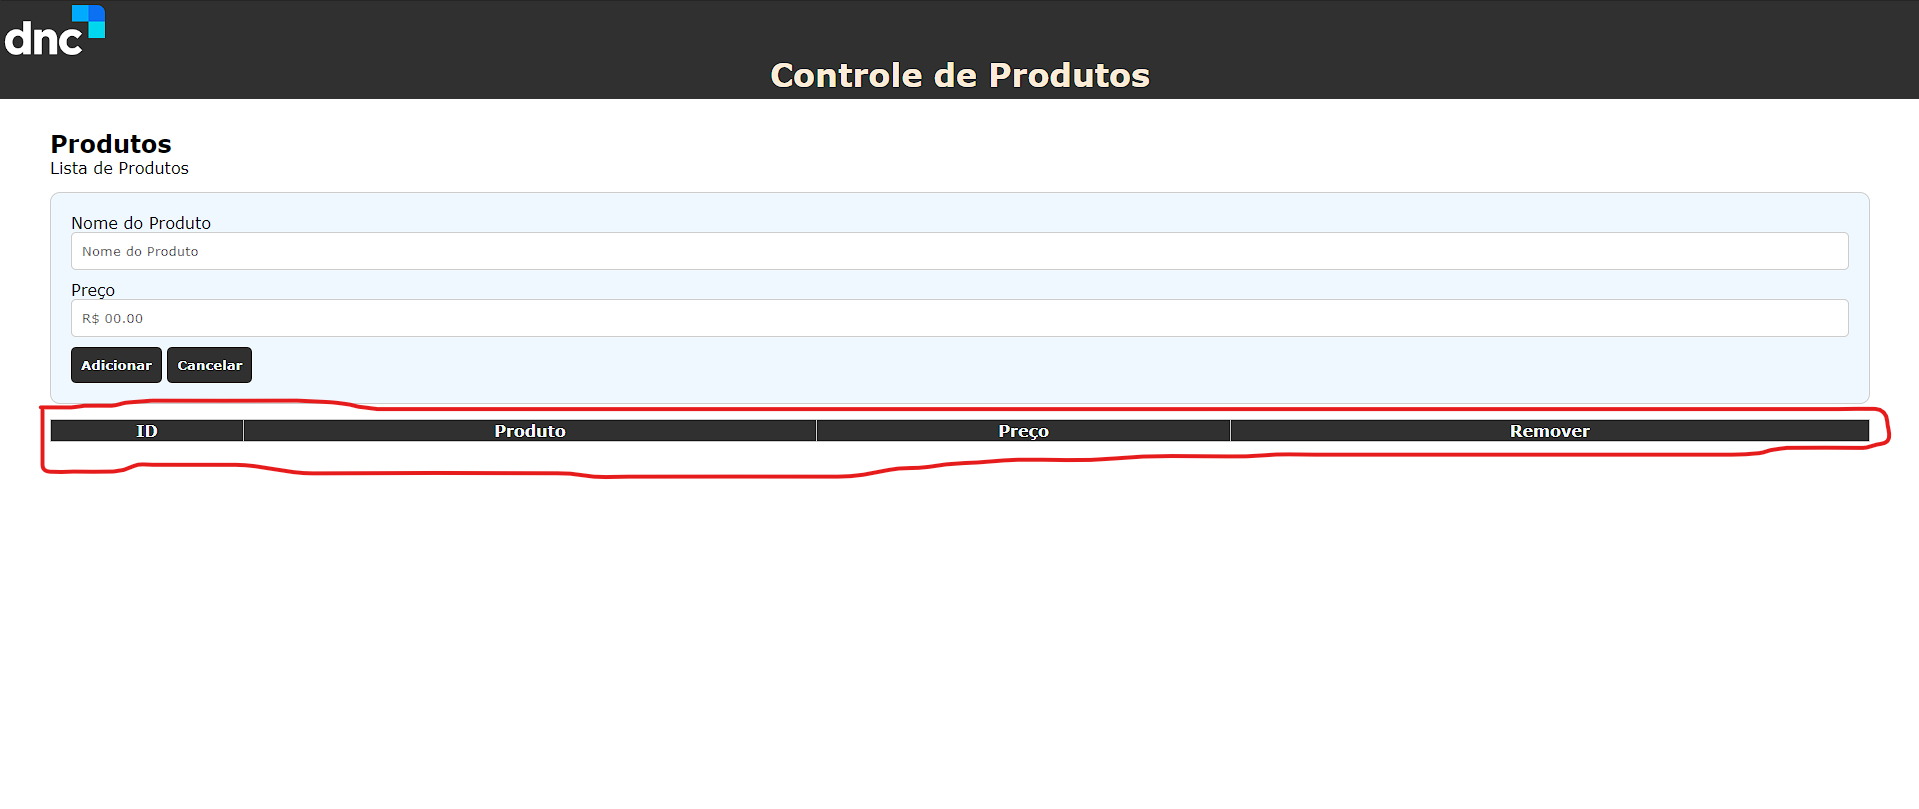 dnc
Controle de Produtos
Produtos
Lista de Produtos
Nome do Produto
Nome do Produto
Preço
R$ 00.00
Adicionar Cancelar
ID Produto Preço Remover